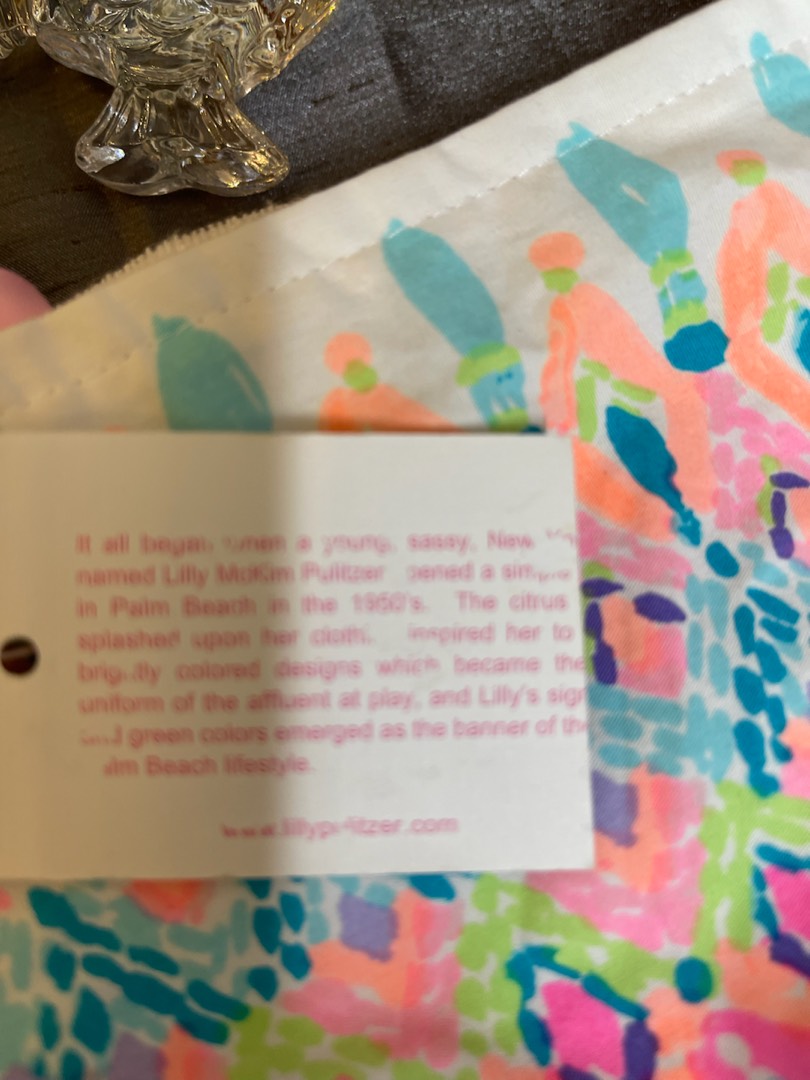 It all began when a young, sassy, New
named Lilly McKim Pulitzer opened a
in Palm Beach in the 1950's. The citrus
splashed upon her cloth. inspired her to
brightly colored designs which became the
uniform of the affluent at play, and Lilly's
green colors emerged as the banner of the
Palm Beach lifestyle.
www.lillypulitzer.com